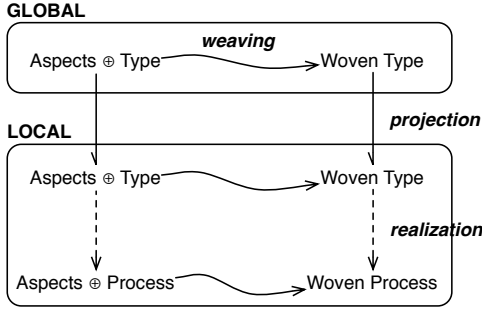 GLOBAL
weaving
Aspects ⊕ Type Woven Type
projection
LOCAL
Aspects ⊕ Type Woven Type
realization
Aspects ⊕ Process Woven Process